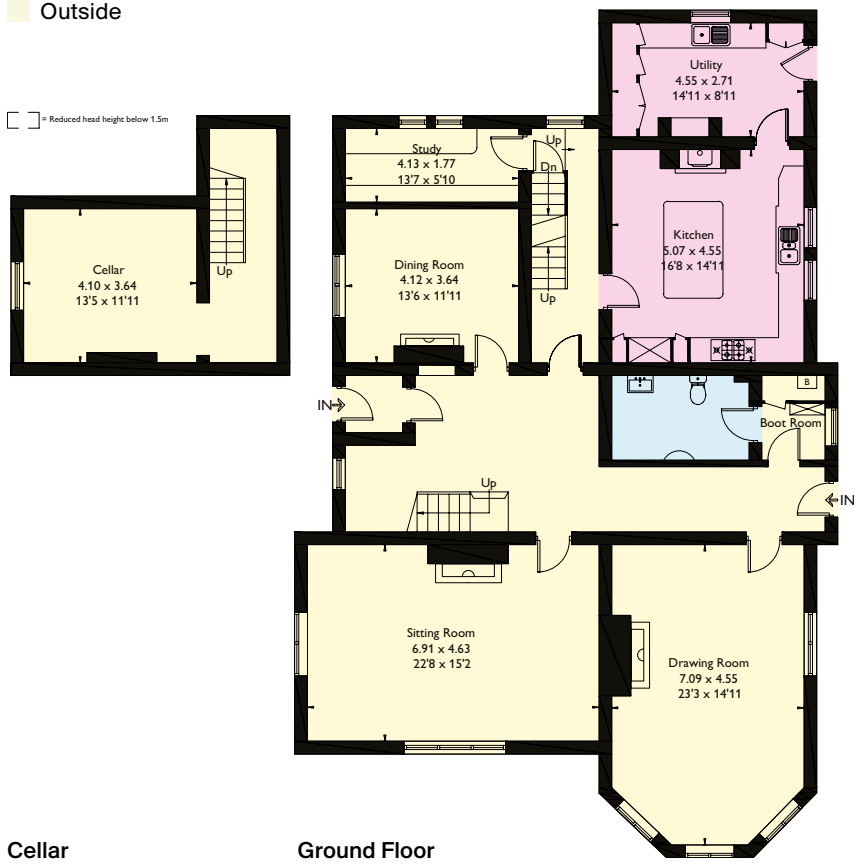 Outside
= Reduced head height below 1.5m
Utility
4.55 x 2.71
14'11 x 8'11
Study
4.13 x 1.77
13'7 x 5'10
Up
Dn
Up
Cellar
4.10 x 3.64
13'5 x 11'11
Up
Dining Room
4.12 x 3.64
13'6 x 11'11
Kitchen
5.07 x 4.55
16'8 x 14'11
IN
B
Boot Room
Up
IN
Sitting Room
6.91 x 4.63
22'8 x 15'2
Drawing Room
7.09 x 4.55
23'3 x 14'11
Cellar
Ground Floor